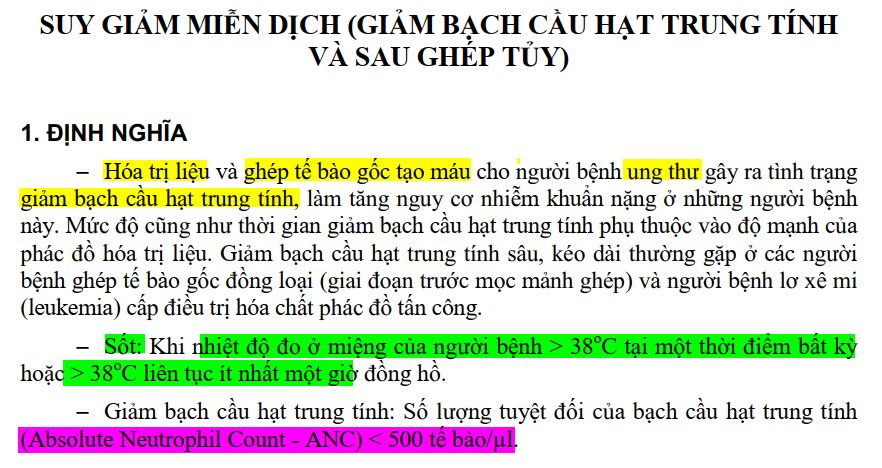 SUY GIẢM MIỄN DỊCH (GIẢM BẠCH CẦU HẠT TRUNG TÍNH
VÀ SAU GHÉP TỦY)
1. ĐỊNH NGHĨA
– Hóa trị liệu và ghép tế bào gốc tạo máu cho người bệnh ung thư gây ra tình trạng
giảm bạch cầu hạt trung tính, làm tăng nguy cơ nhiễm khuẩn nặng ở những người bệnh
này. Mức độ cũng như thời gian giảm bạch cầu hạt trung tính phụ thuộc vào độ mạnh của
phác đồ hóa trị liệu. Giảm bạch cầu hạt trung tính sâu, kéo dài thường gặp ở các người
bệnh ghép tế bào gốc đồng loại (giai đoạn trước mọc mảnh ghép) và người bệnh lơ xê mi
(leukemia) cấp điều trị hóa chất phác đồ tấn công.
– Sốt: Khi nhiệt độ đo ở miệng của người bệnh > 38°C tại một thời điểm bất kỳ
hoặc > 38°C liên tục ít nhất một giờ đồng hồ.
– Giảm bạch cầu hạt trung tính: Số lượng tuyệt đối của bạch cầu hạt trung tính
(Absolute Neutrophil Count - ANC) < 500 tế bào/µl.